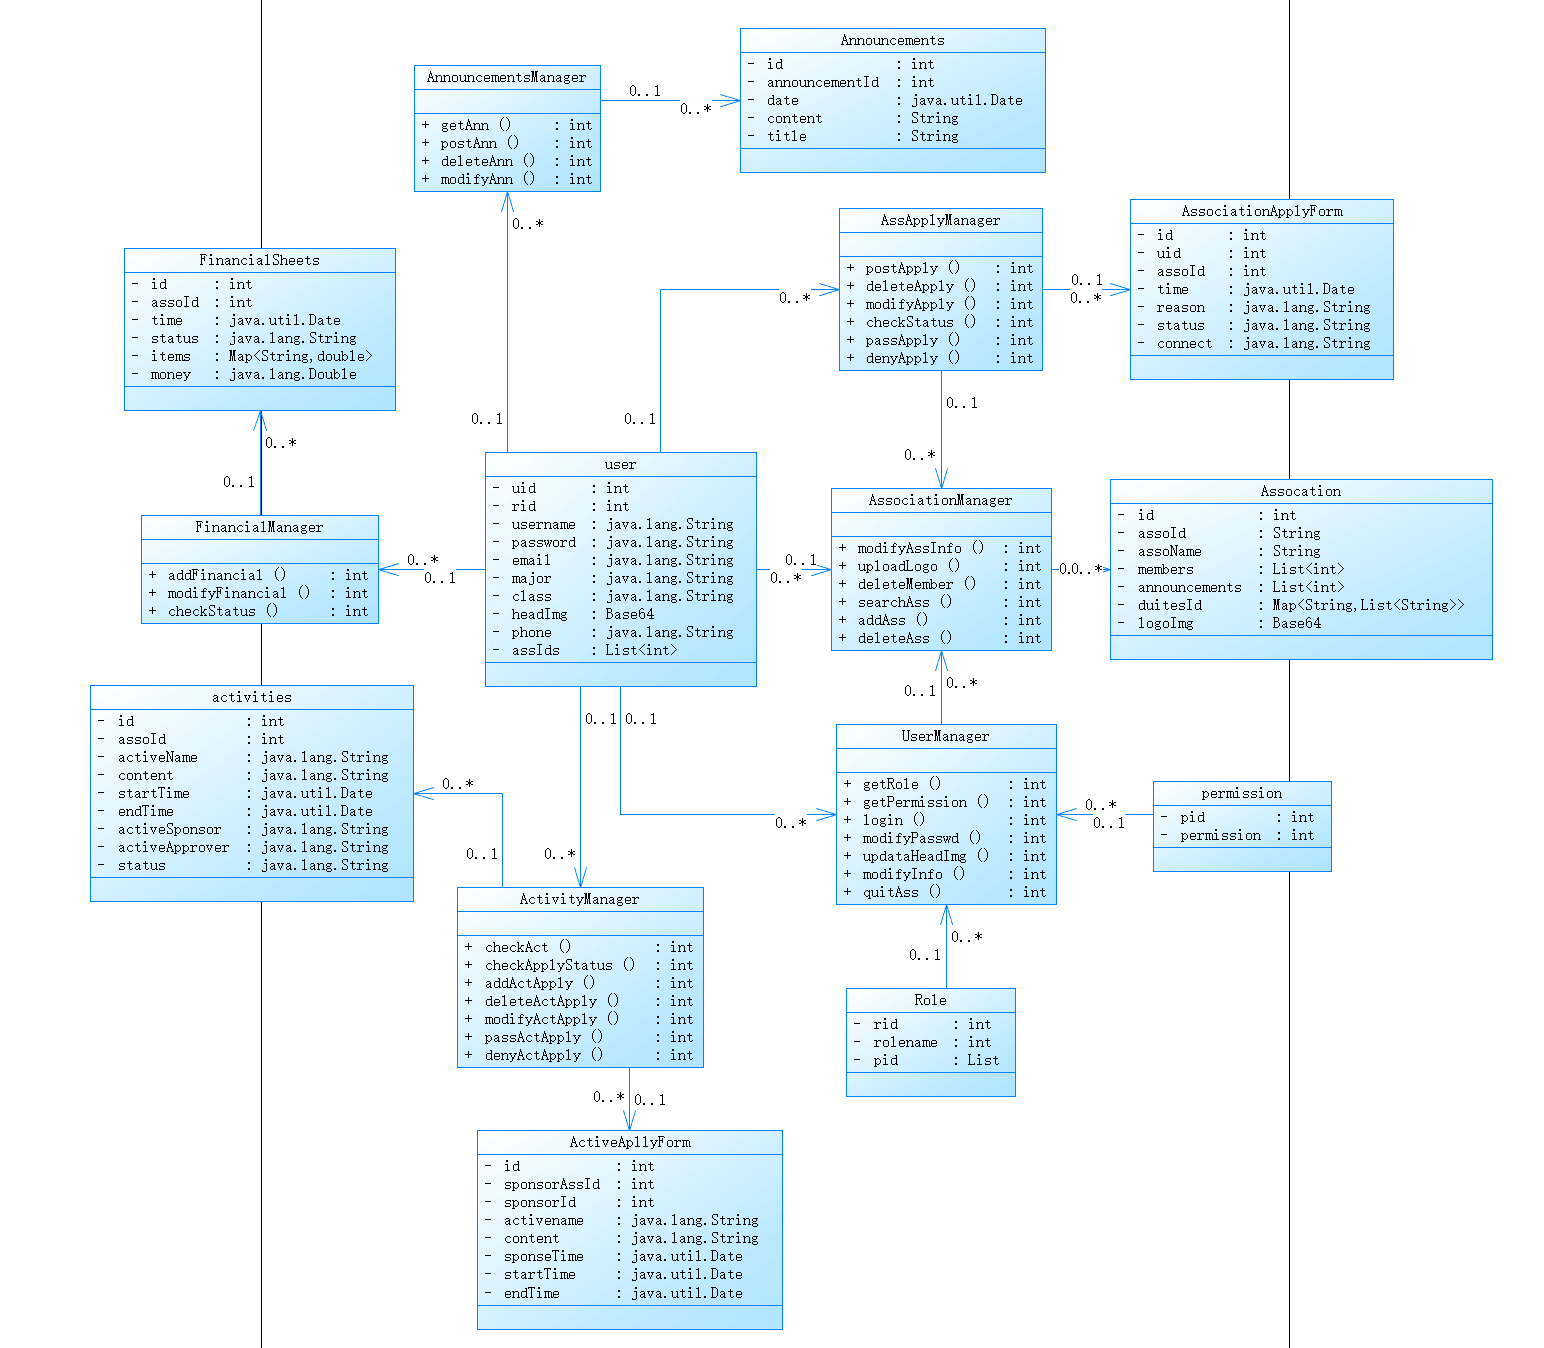 Announcements
- id : int
- announcementId : int
- date : java.util.Date
- content : String
- title : String
AnnouncementsManager
+ getAnn () : int
+ postAnn () : int
+ deleteAnn () : int
+ modifyAnn () : int
0..1
0..*
0..*
0..1
AssApplyManager
+ postApply () : int
+ deleteApply () : int
+ modifyApply () : int
+ checkStatus () : int
+ passApply () : int
+ denyApply () : int
0..*
0..1
0..1
0..*
AssociationApplyForm
- id : int
- uid : int
- assoId : int
- time : java.util.Date
- reason : java.lang.String
- status : java.lang.String
- connect : java.lang.String
FinancialSheets
- id : int
- assoId : int
- time : java.util.Date
- status : java.lang.String
- items : Map<String,double>
- money : java.lang.Double
0..*
0..1
0..1
0..*
FinancialManager
+ addFinancial () : int
+ modifyFinancial () : int
+ checkStatus () : int
0..*
0..1
user
- uid : int
- rid : int
- username : java.lang.String
- password : java.lang.String
- email : java.lang.String
- major : java.lang.String
- class : java.lang.String
- headImg : Base64
- phone : java.lang.String
- assIds : List<int>
0..1
0..*
AssociationManager
+ modifyAssInfo () : int
+ uploadLogo () : int
+ deleteMember () : int
+ searchAss () : int
+ addAss () : int
+ deleteAss () : int
0..0..*
Assocation
- id : int
- assoId : String
- assoName : String
- members : List<int>
- announcements : List<int>
- duitesId : Map<String,List<String>>
- logoImg : Base64
activities
- id : int
- assoId : int
- activeName : java.lang.String
- content : java.lang.String
- startTime : java.util.Date
- endTime : java.util.Date
- activeSponsor : java.lang.String
- activeApprover : java.lang.String
- status : java.lang.String
0..1
0..1
0..1
0..*
0..*
0..1
0..*
0..*
UserManager
+ getRole () : int
+ getPermission () : int
+ login () : int
+ modifyPasswd () : int
+ updataHeadImg () : int
+ modifyInfo () : int
+ quitAss () : int
0..*
0..1
permission
- pid : int
- permission : int
0..*
0..1
ActivityManager
+ checkAct () : int
+ checkApplyStatus () : int
+ addActApply () : int
+ deleteActApply () : int
+ modifyActApply () : int
+ passActApply () : int
+ denyActApply () : int
Role
- rid : int
- rolename : int
- pid : List
0..*
0..1
ActiveApllyForm
- id : int
- sponsorAssId : int
- sponsorId : int
- activename : java.lang.String
- content : java.lang.String
- sponseTime : java.util.Date
- startTime : java.util.Date
- endTime : java.util.Date